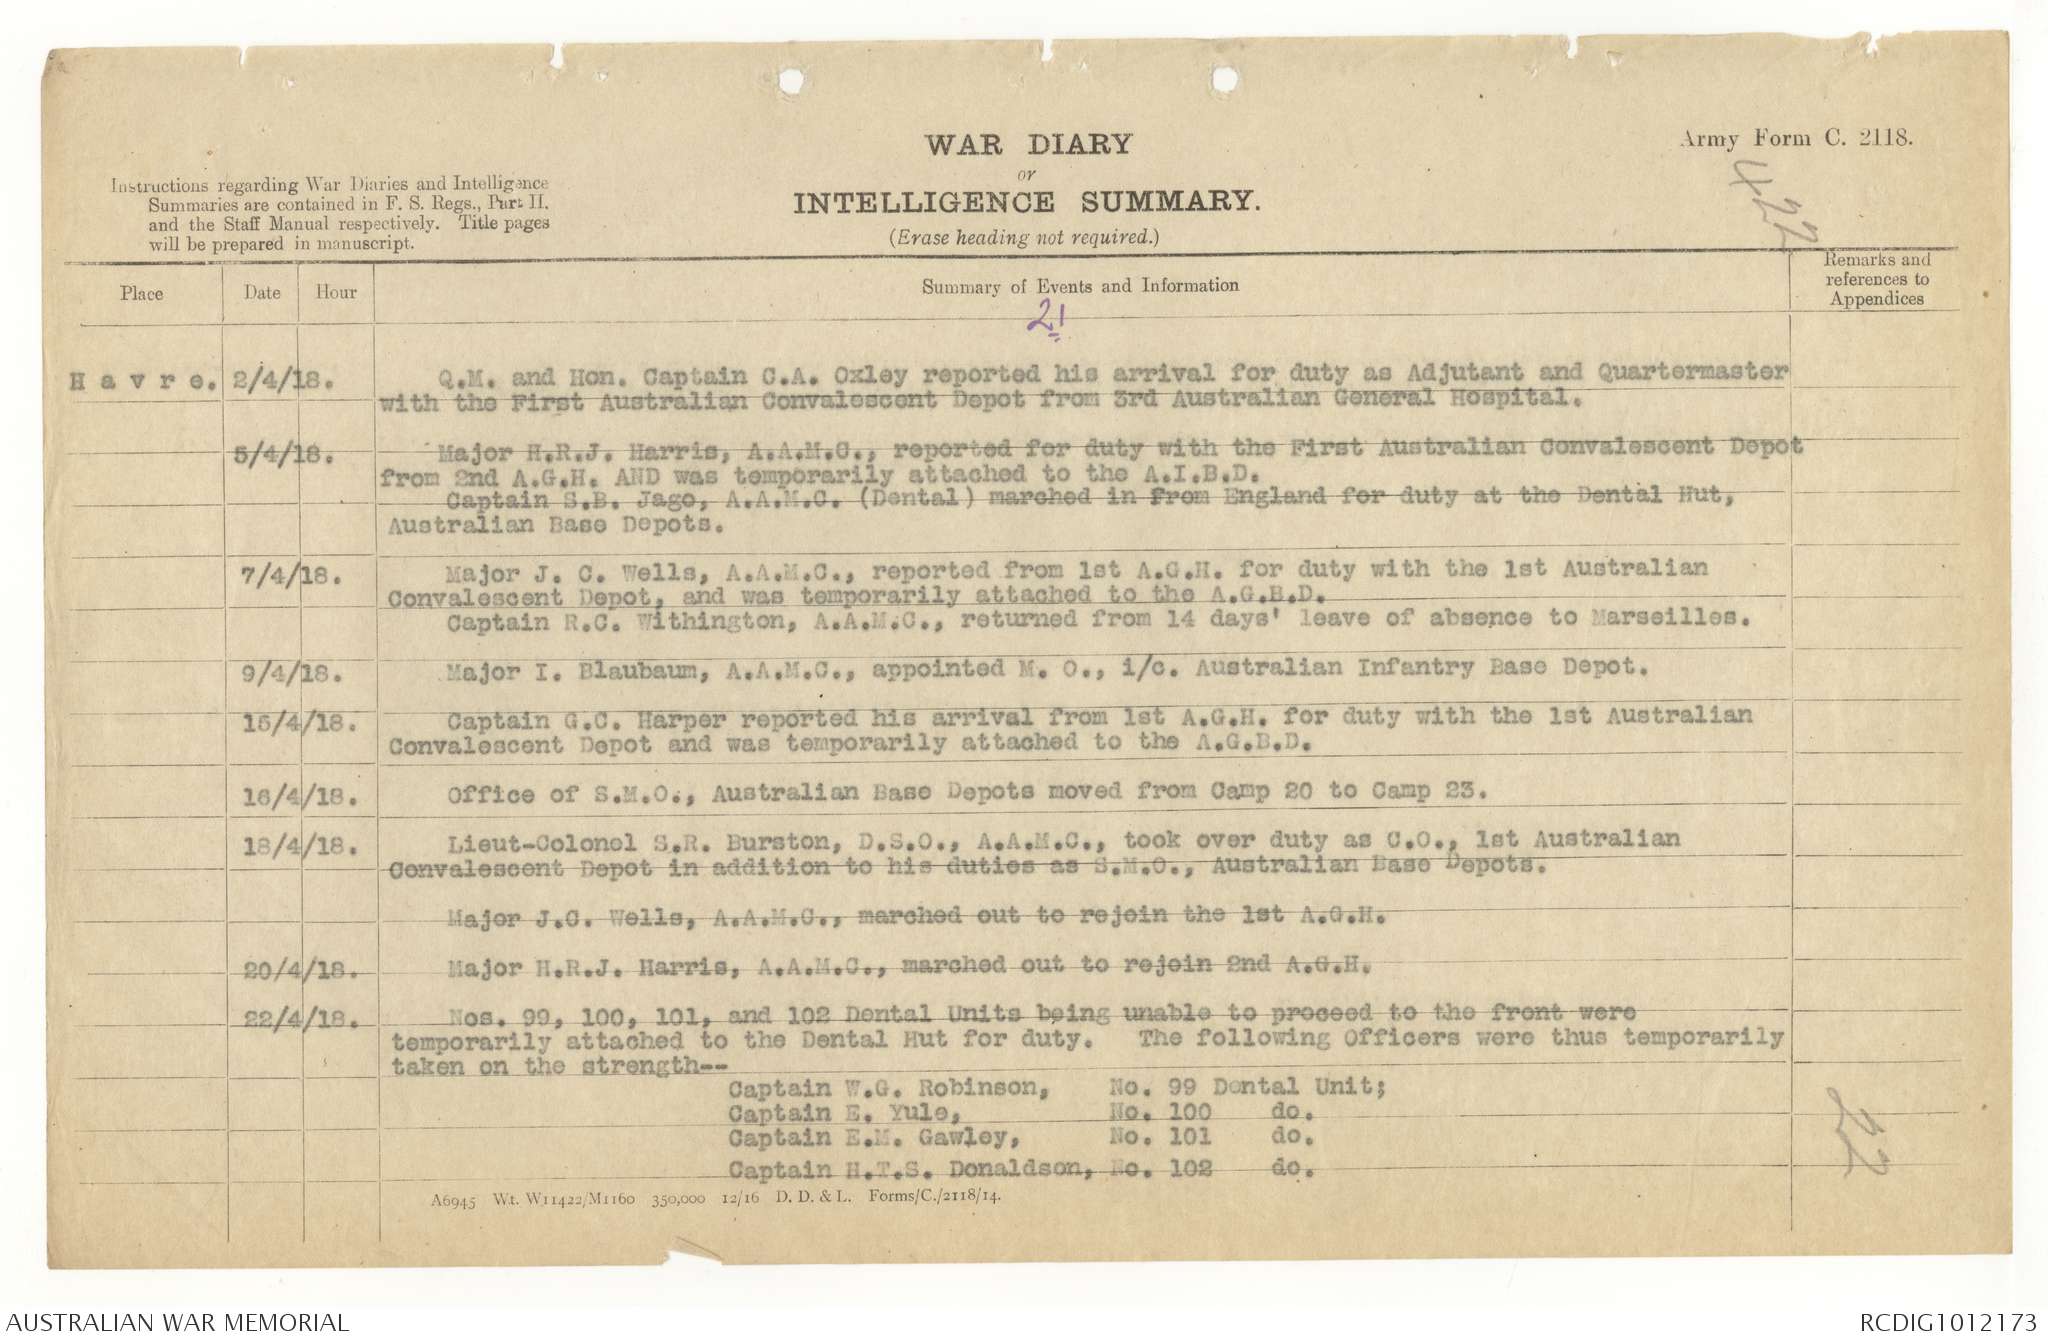 WAR DIARY
or
INTELLIGENCE SUMMARY.
(Erase heading not required.)
Army Form C. 2118.
422
Instructions regarding War Diaries and Intelligence
Summaries are contained in F. S. Regs., Part II.
and the Staff Manual respectively. Title pages
will be prepared in manuscript.
Place Date Hour Summary of Events and Information Remarks and
references to
Appendices
21
Havre. 2/4/18. Q.M. and Hon. Captain C.A. Oxley reported his arrival for duty as Adjutant and Quartermaster
with the First Australian Convalescent Depot from 3rd Australian General Hospital.
5/4/18. Major H.R.J. Harris, A.A.M.C., reported for duty with the First Australian Convalescent Depot
from 2nd A.G.H. AND was temporarily attached to the A.I.B.D.
Captain S.B. Jago, A.A.M.C. (Dental) marched in from England for duty at the Dental Hut,
Australian Base Depots.
7/4/18. Major J. C. Wells, A.A.M.C., reported from 1st A.G.H. for duty with the 1st Australian
Convalescent Depot, and was temporarily attached to the A.G.B.D.
Captain R.C. Withington, A.A.M.C., returned from 14 days' leave of absence to Marseilles.
9/4/18. Major I. Blaubaum, A.A.M.C., appointed M. O., i/c. Australian Infantry Base Depot.
15/4/18. Captain G.C. Harper reported his arrival from 1st A.G.H. for duty with the 1st Australian
Convalescent Depot and was temporarily attached to the A.G.B.D.
16/4/18. Office of S.M.O., Australian Base Depots moved from Camp 20 to Camp 23.
18/4/18. Lieut-Colonel S.R. Burston, D.S.O., A.A.M.C., took over duty as C.O., 1st Australian
Convalescent Depot in addition to his duties as S.M.O., Australian Base Depots.
Major J.C. Wells, A.A.M.C., marched out to rejoin the 1st A.G.H.
20/4/18. Major H.R.J. Harris, A.A.M.C., marched out to rejoin 2nd A.G.H.
22/4/18. Nos. 99, 100, 101, and 102 Dental Units being unable to proceed to the front were
temporarily attached to the Dental Hut for duty. The following Officers were thus temporarily
taken on the strength--
Captain W.G. Robinson, No. 99 Dental Unit;
Captain E. Yule, No. 100 do.
Captain E.M. Gawley, No. 101 do.
Captain H.T.S. Donaldson, No. 102 do.
22
A6945 Wt. W11422/M1160 350,000 12/16 D. D. & L. Forms/C./2118/14.
AUSTRALIAN WAR MEMORIAL
RCDIG1012173